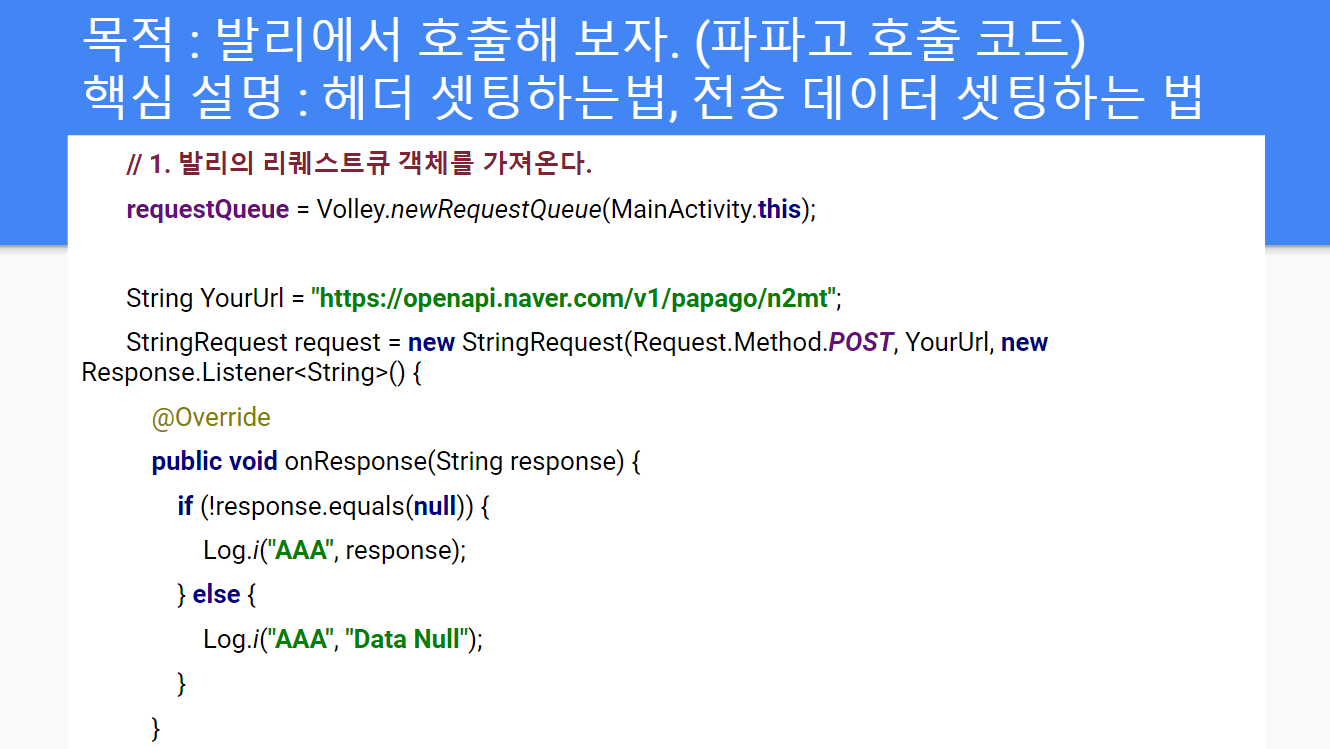 목적 : 발리에서 호출해 보자. (파파고 호출 코드)
핵심 설명 : 헤더 셋팅하는법, 전송 데이터 셋팅하는 법
// 1. 발리의 리퀘스트큐 객체를 가져온다.
requestQueue = Volley.newRequestQueue(MainActivity.this);
String YourUrl = "https://openapi.naver.com/v1/papago/n2mt";
StringRequest request = new StringRequest(Request.Method.POST, YourUrl, new
Response.Listener<String>() {
@Override
public void onResponse(String response) {
if (!response.equals(null)) {
Log.i("AAA", response);
} else {
Log.i("AAA", "Data Null");
}
}